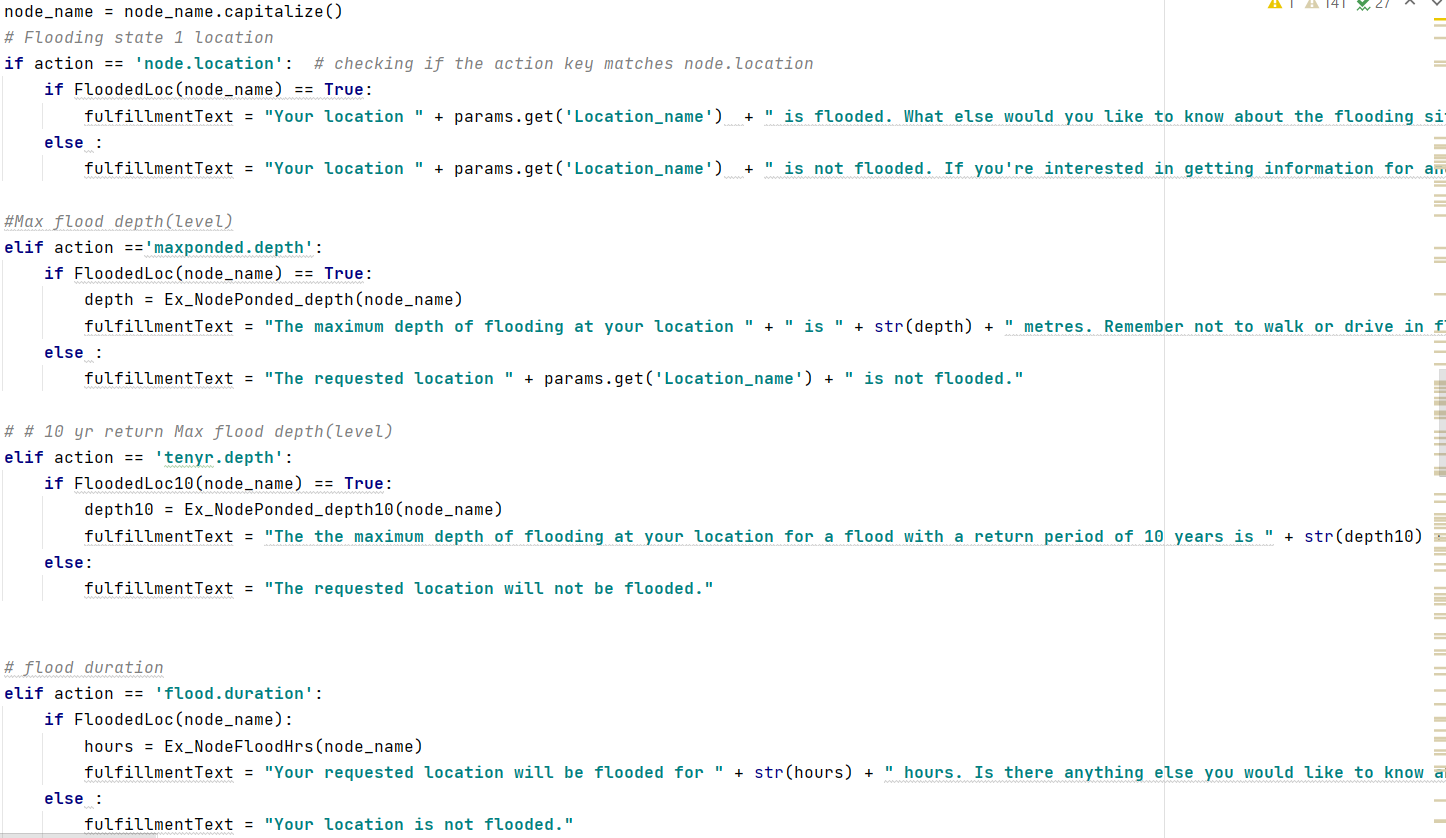 1 141 27
node_name = node_name.capitalize()
# Flooding state 1 location
if action == 'node.location':  # checking if the action key matches node.location
    if FloodedLoc(node_name) == True:
        fulfillmentText = "Your location " + params.get('Location_name')  + " is flooded. What else would you like to know about the flooding
    else :
        fulfillmentText = "Your location " + params.get('Location_name')  + " is not flooded. If you're interested in getting information for
#Max flood depth(level)
elif action =='maxponded.depth':
    if FloodedLoc(node_name) == True:
        depth = Ex_NodePonded_depth(node_name)
        fulfillmentText = "The maximum depth of flooding at your location " + " is " + str(depth) + " metres. Remember not to walk or drive in
    else :
        fulfillmentText = "The requested location " + params.get('Location_name') + " is not flooded."
# # 10 yr return Max flood depth(level)
elif action == 'tenyr.depth':
    if FloodedLoc10(node_name) == True:
        depth10 = Ex_NodePonded_depth10(node_name)
        fulfillmentText = "The the maximum depth of flooding at your location for a flood with a return period of 10 years is " + str(depth10)
    else:
        fulfillmentText = "The requested location will not be flooded."
# flood duration
elif action == 'flood.duration':
    if FloodedLoc(node_name):
        hours = Ex_NodeFloodHrs(node_name)
        fulfillmentText = "Your requested location will be flooded for " + str(hours) + " hours. Is there anything else you would like to know
    else :
        fulfillmentText = "Your location is not flooded."